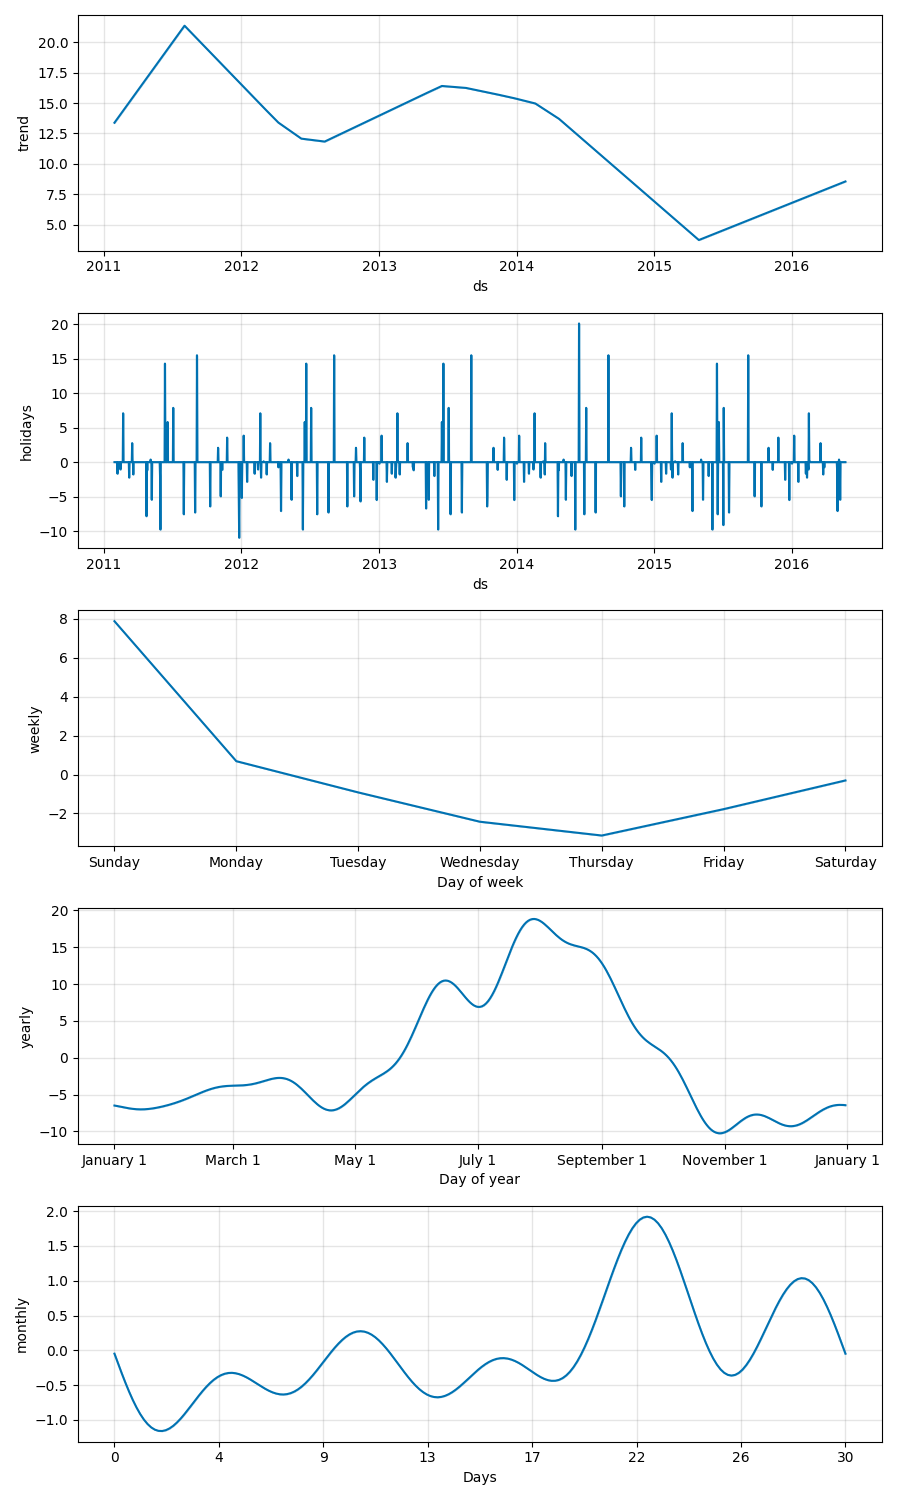 20.0
17.5
15.0
12.5
10.0
7.5
5.0
trend
2011 2012 2013 2014 2015 2016
ds
20
15
10
5
0
−5
−10
holidays
2011 2012 2013 2014 2015 2016
ds
8
6
4
2
0
−2
weekly
Sunday Monday Tuesday Wednesday Thursday Friday Saturday
Day of week
20
15
10
5
0
−5
−10
yearly
January 1 March 1 May 1 July 1 September 1 November 1 January 1
Day of year
2.0
1.5
1.0
0.5
0.0
−0.5
−1.0
monthly
0 4 9 13 17 22 26 30
Days